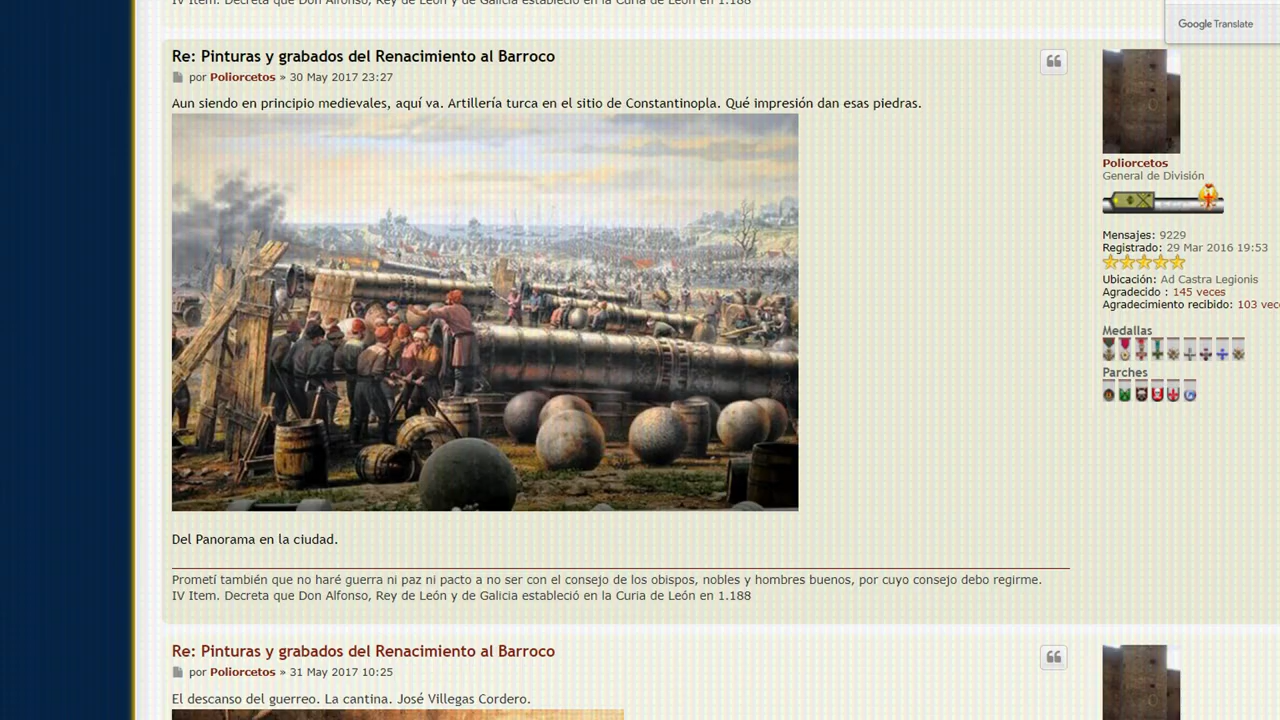 IV Item. Decreta que Don Alfonso, Rey de León y de Galicia estableció en la Curia de León en 1.188
Google Translate
Re: Pinturas y grabados del Renacimiento al Barroco
por Poliorcetos » 30 May 2017 23:27
Aun siendo en principio medievales, aquí va. Artillería turca en el sitio de Constantinopla. Qué impresión dan esas piedras.
Del Panorama en la ciudad.
Prometí también que no haré guerra ni paz ni pacto a no ser con el consejo de los obispos, nobles y hombres buenos, por cuyo consejo debo regirme.
IV Item. Decreta que Don Alfonso, Rey de León y de Galicia estableció en la Curia de León en 1.188
Poliorcetos
General de División
Mensajes: 9229
Registrado: 29 Mar 2016 19:53
Ubicación: Ad Castra Legionis
Agradecido : 145 veces
Agradecimiento recibido: 103 vec
Medallas
Parches
Re: Pinturas y grabados del Renacimiento al Barroco
por Poliorcetos » 31 May 2017 10:25
El descanso del guerreo. La cantina. José Villegas Cordero.